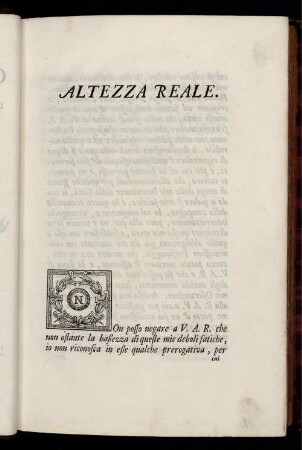 ALTEZZA REALE.
NOn posso negare a V. A. R. che
non ostante la bassezza di queste mie deboli fatiche,
io non riconosca in esse qualche prerogativa, per
cui